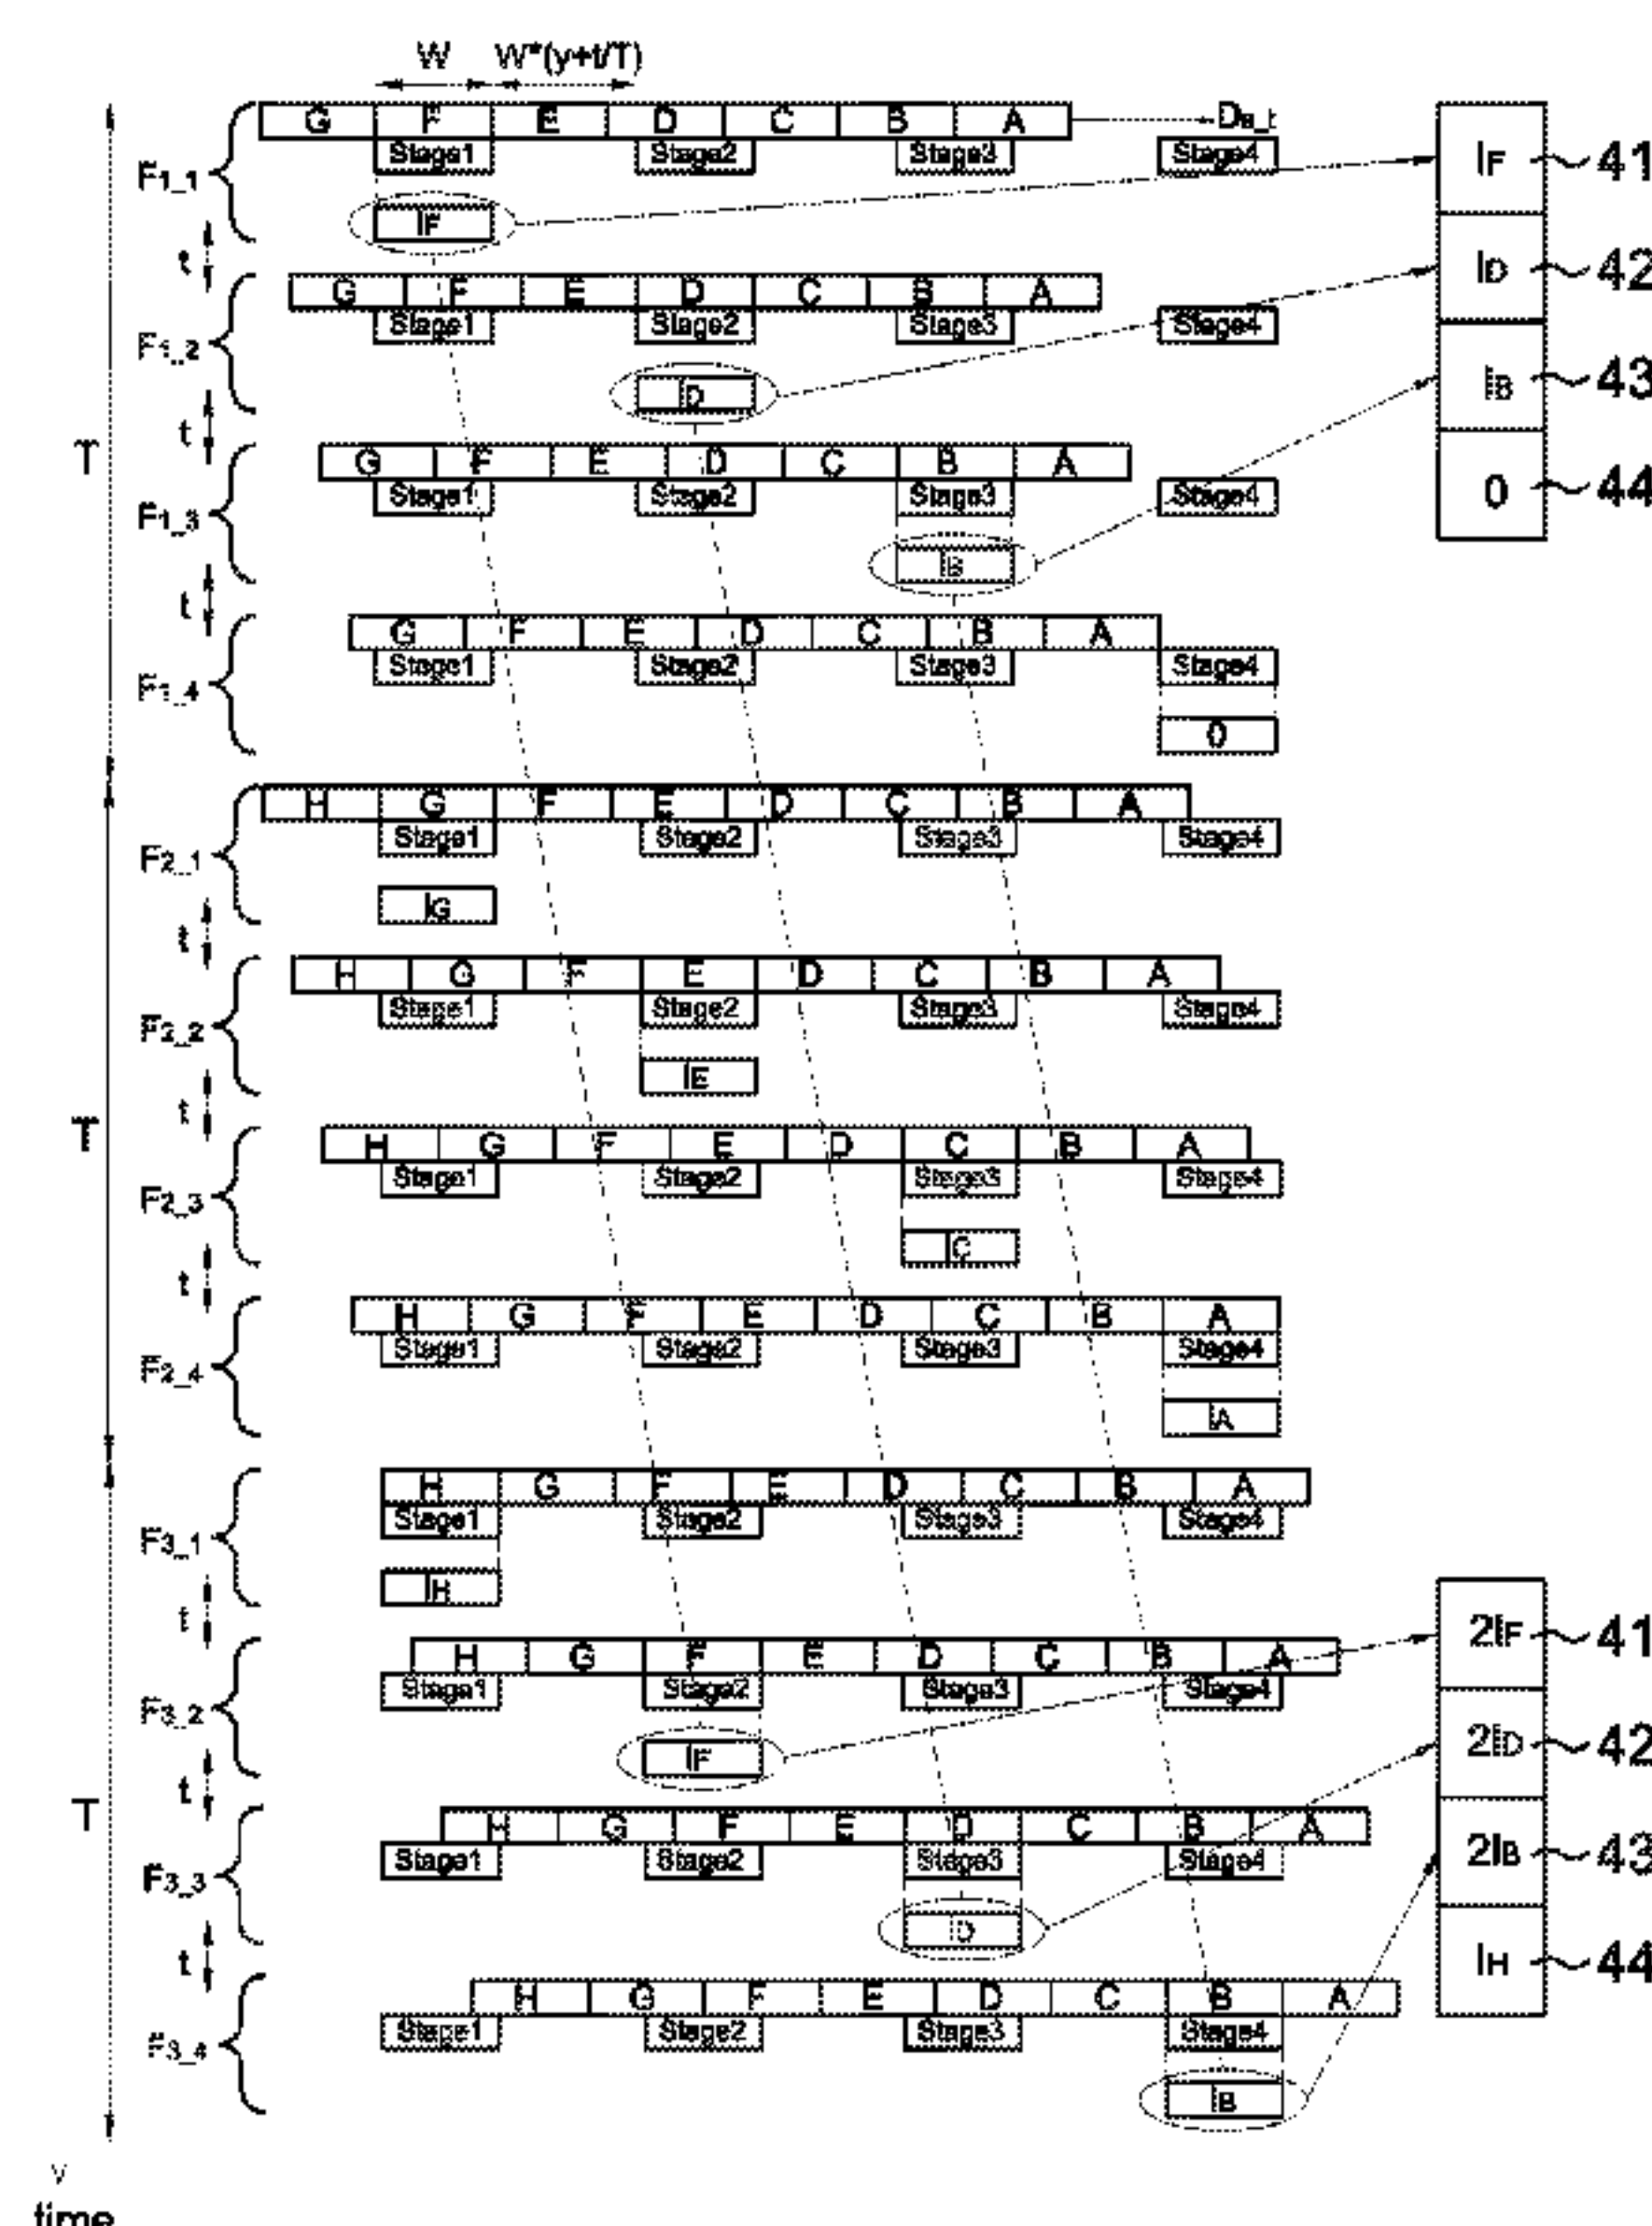 W W*(y+t/T)
G F E D C B A Ds_t
Stage1 Stage2 Stage3 Stage4
F1_1
IF
IF 41
t
G F E D C B A
Stage1 Stage2 Stage3 Stage4
F1_2
ID
ID 42
t
T
G F E D C B A
Stage1 Stage2 Stage3 Stage4
F1_3
IB
IB 43
0 44
t
G F E D C B A
Stage1 Stage2 Stage3 Stage4
F1_4
0
H G F E D C B A
Stage1 Stage2 Stage3 Stage4
F2_1
IG
t
H G F E D C B A
Stage1 Stage2 Stage3 Stage4
F2_2
IE
t
T
H G F E D C B A
Stage1 Stage2 Stage3 Stage4
F2_3
IC
t
H G F E D C B A
Stage1 Stage2 Stage3 Stage4
F2_4
IA
H G F E D C B A
Stage1 Stage2 Stage3 Stage4
F3_1
IH
t
H G F E D C B A
Stage1 Stage2 Stage3 Stage4
F3_2
IF
2IF 41
t
T
H G F E D C B A
Stage1 Stage2 Stage3 Stage4
F3_3
ID
2ID 42
t
H G F E D C B A
Stage1 Stage2 Stage3 Stage4
F3_4
IB
2IB 43
IH 44
time